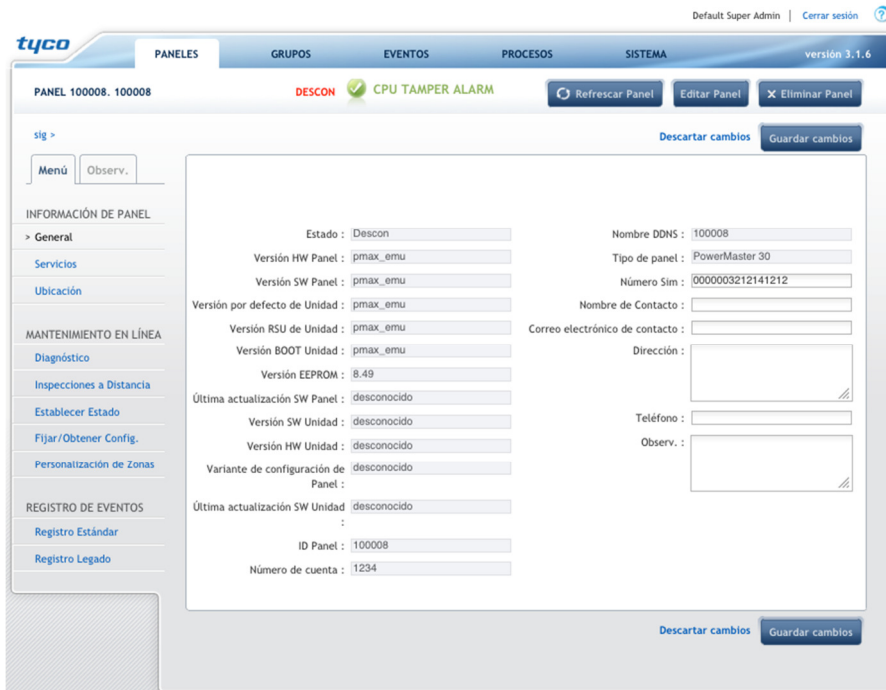 Default Super Admin | Cerrar sesión ?
tyco
PANELES GRUPOS EVENTOS PROCESOS SISTEMA versión 3.1.6
PANEL 100008. 100008 DESCON CPU TAMPER ALARM Refrescar Panel Editar Panel X Eliminar Panel
sig >
Descartar cambios Guardar cambios
Menú Observ.
INFORMACIÓN DE PANEL
> General
Servicios
Ubicación
MANTENIMIENTO EN LÍNEA
Diagnóstico
Inspecciones a Distancia
Establecer Estado
Fijar/Obtener Config.
Personalización de Zonas
REGISTRO DE EVENTOS
Registro Estándar
Registro Legado
Estado : Descon
Versión HW Panel : pmax_emu
Versión SW Panel : pmax_emu
Versión por defecto de Unidad : pmax_emu
Versión RSU de Unidad : pmax_emu
Versión BOOT Unidad : pmax_emu
Versión EEPROM : 8.49
Última actualización SW Panel : desconocido
Versión SW Unidad : desconocido
Versión HW Unidad : desconocido
Variante de configuración de desconocido
Panel :
Última actualización SW Unidad desconocido
:
ID Panel : 100008
Número de cuenta : 1234
Nombre DDNS : 100008
Tipo de panel : PowerMaster 30
Número Sim : 0000003212141212
Nombre de Contacto :
Correo electrónico de contacto :
Dirección :
Teléfono :
Observ. :
Descartar cambios Guardar cambios